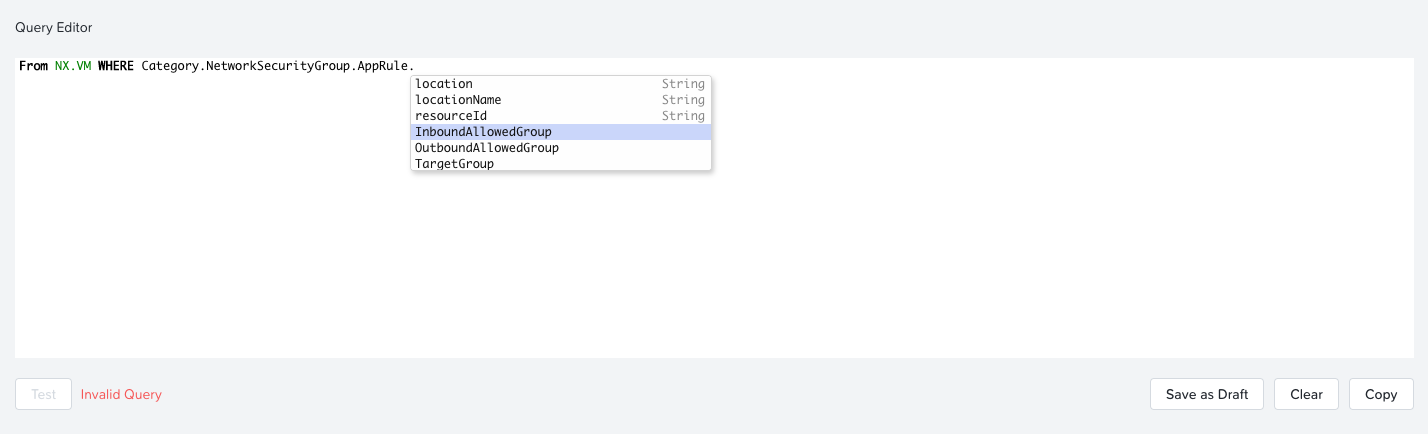 Query Editor
From NX.VM WHERE Category.NetworkSecurityGroup.AppRule.
location String
locationName String
resourceId String
InboundAllowedGroup
OutboundAllowedGroup
TargetGroup
Test Invalid Query Save as Draft Clear Copy